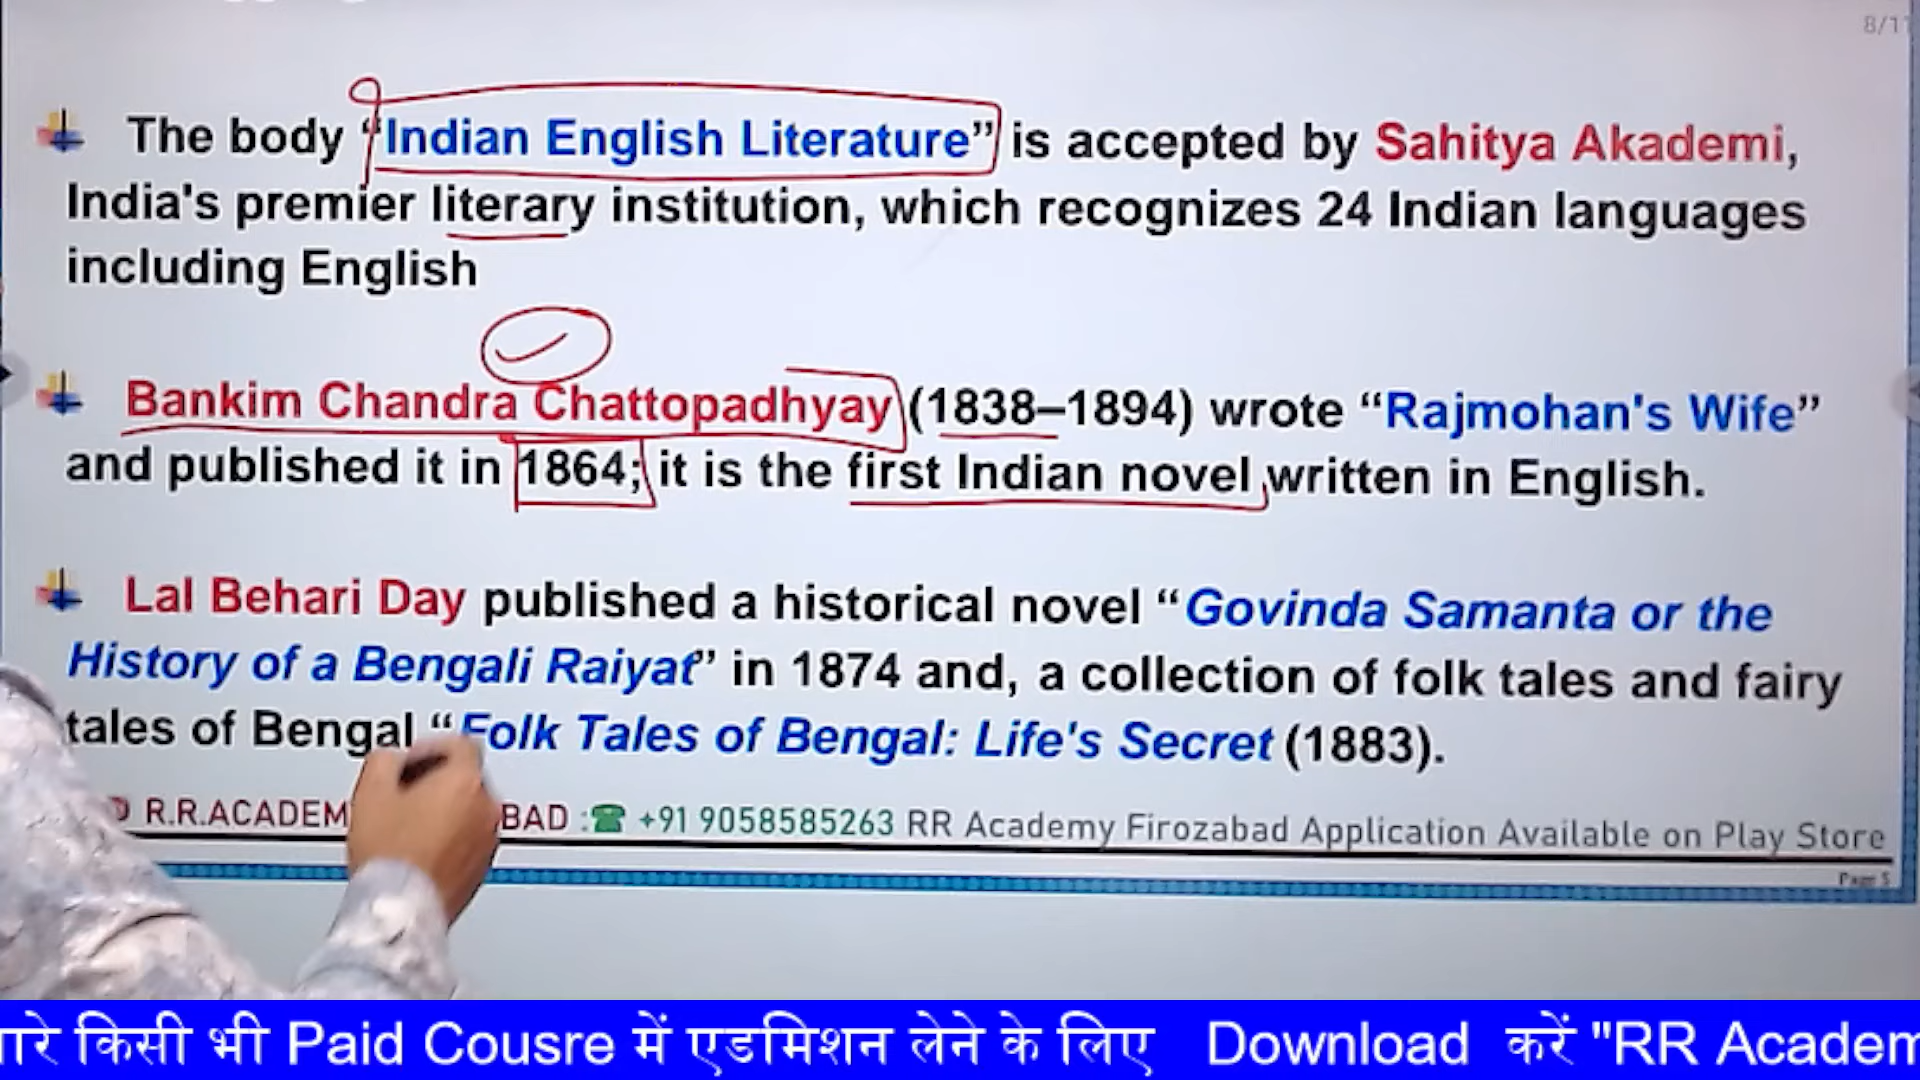 8/11
The body “Indian English Literature” is accepted by Sahitya Akademi,
India's premier literary institution, which recognizes 24 Indian languages
including English
Bankim Chandra Chattopadhyay (1838–1894) wrote “Rajmohan's Wife”
and published it in 1864; it is the first Indian novel written in English.
Lal Behari Day published a historical novel “Govinda Samanta or the
History of a Bengali Raiyat” in 1874 and, a collection of folk tales and fairy
tales of Bengal “Folk Tales of Bengal: Life's Secret (1883).
R.R.ACADEM BAD : +91 9058585263 RR Academy Firozabad Application Available on Play Store
Page 5
किसी भी Paid Cousre में एडमिशन लेने के लिए Download करें "RR Academ